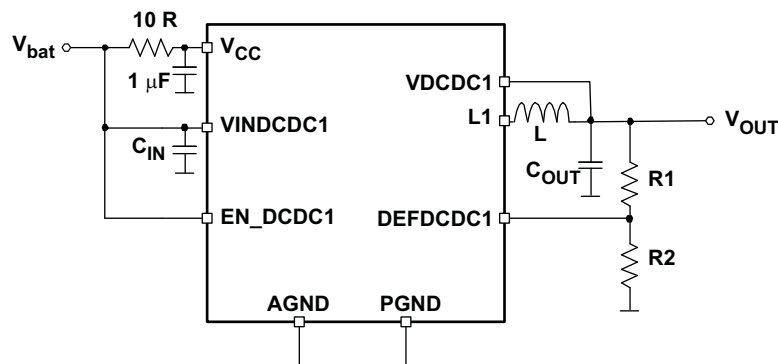 10 R
Vbat
VCC
1 μF
VDCDC1
L1
VOUT
VINDCDC1
L
CIN
COUT
R1
EN_DCDC1
DEFDCDC1
R2
AGND
PGND